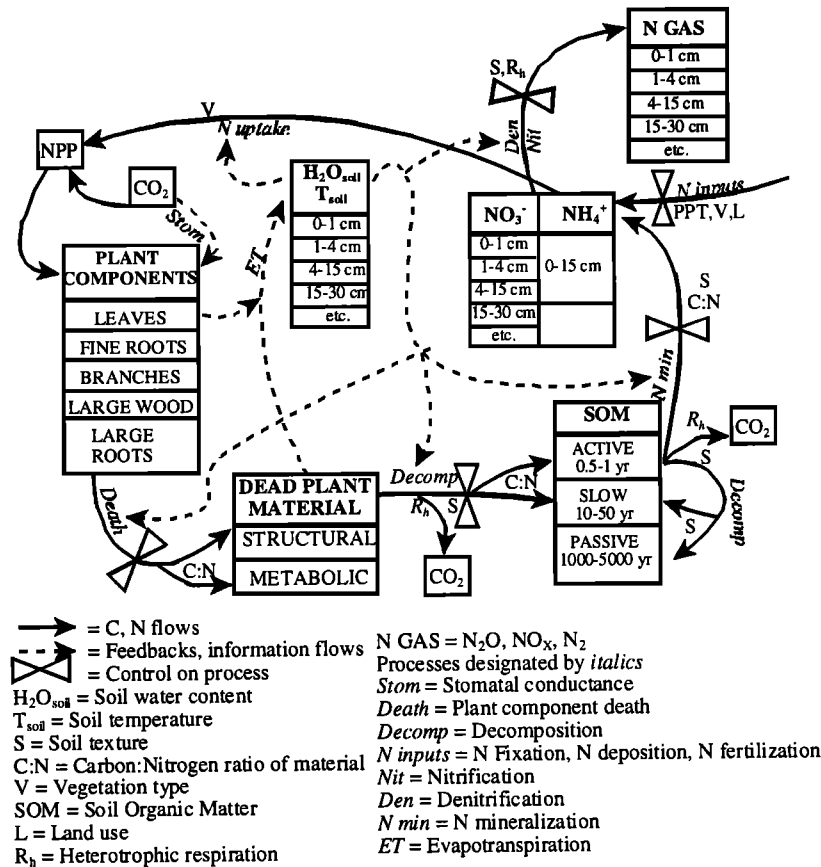 N GAS
0-1 cm
1-4 cm
4-15 cm
15-30 cm
etc.
S,Rh
Den
Nit
V
N uptake
NPP
CO2
Stom
H2Osoil
Tsoil
0-1 cm
1-4 cm
4-15 cm
15-30 cm
etc.
ET
N inputs
PPT,V,L
NO3-
NH4+
0-1 cm
1-4 cm
4-15 cm
15-30 cm
etc.
0-15 cm
PLANT
COMPONENTS
LEAVES
FINE ROOTS
BRANCHES
LARGE WOOD
LARGE
ROOTS
S
C:N
N min
SOM
ACTIVE
0.5-1 yr
SLOW
10-50 yr
PASSIVE
1000-5000 yr
Rh
CO2
S
Decomp
S
Death
C:N
DEAD PLANT
MATERIAL
STRUCTURAL
METABOLIC
Decomp
Rh
S
C:N
CO2
= C, N flows
= Feedbacks, information flows
= Control on process
H2Osoil = Soil water content
Tsoil = Soil temperature
S = Soil texture
C:N = Carbon:Nitrogen ratio of material
V = Vegetation type
SOM = Soil Organic Matter
L = Land use
Rh = Heterotrophic respiration
N GAS = N2O, NOX, N2
Processes designated by italics
Stom = Stomatal conductance
Death = Plant component death
Decomp = Decomposition
N inputs = N Fixation, N deposition, N fertilization
Nit = Nitrification
Den = Denitrification
N min = N mineralization
ET = Evapotranspiration